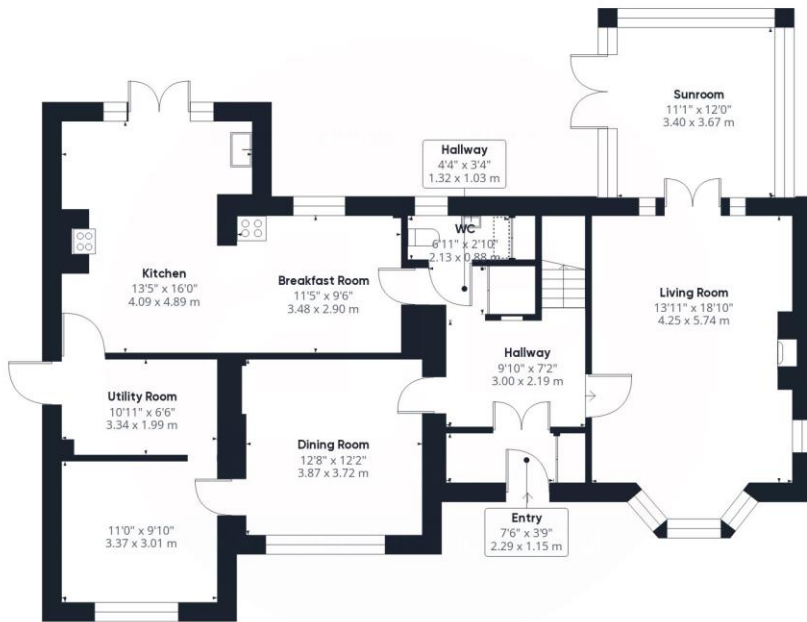 Sunroom
11'1" x 12'0"
3.40 x 3.67 m
Hallway
4'4" x 3'4"
1.32 x 1.03 m
WC
6'11" x 2'10"
2.13 x 0.88 m
Kitchen
13'5" x 16'0"
4.09 x 4.89 m
Breakfast Room
11'5" x 9'6"
3.48 x 2.90 m
Living Room
13'11" x 18'10"
4.25 x 5.74 m
Hallway
9'10" x 7'2"
3.00 x 2.19 m
Utility Room
10'11" x 6'6"
3.34 x 1.99 m
Dining Room
12'8" x 12'2"
3.87 x 3.72 m
11'0" x 9'10"
3.37 x 3.01 m
Entry
7'6" x 3'9"
2.29 x 1.15 m